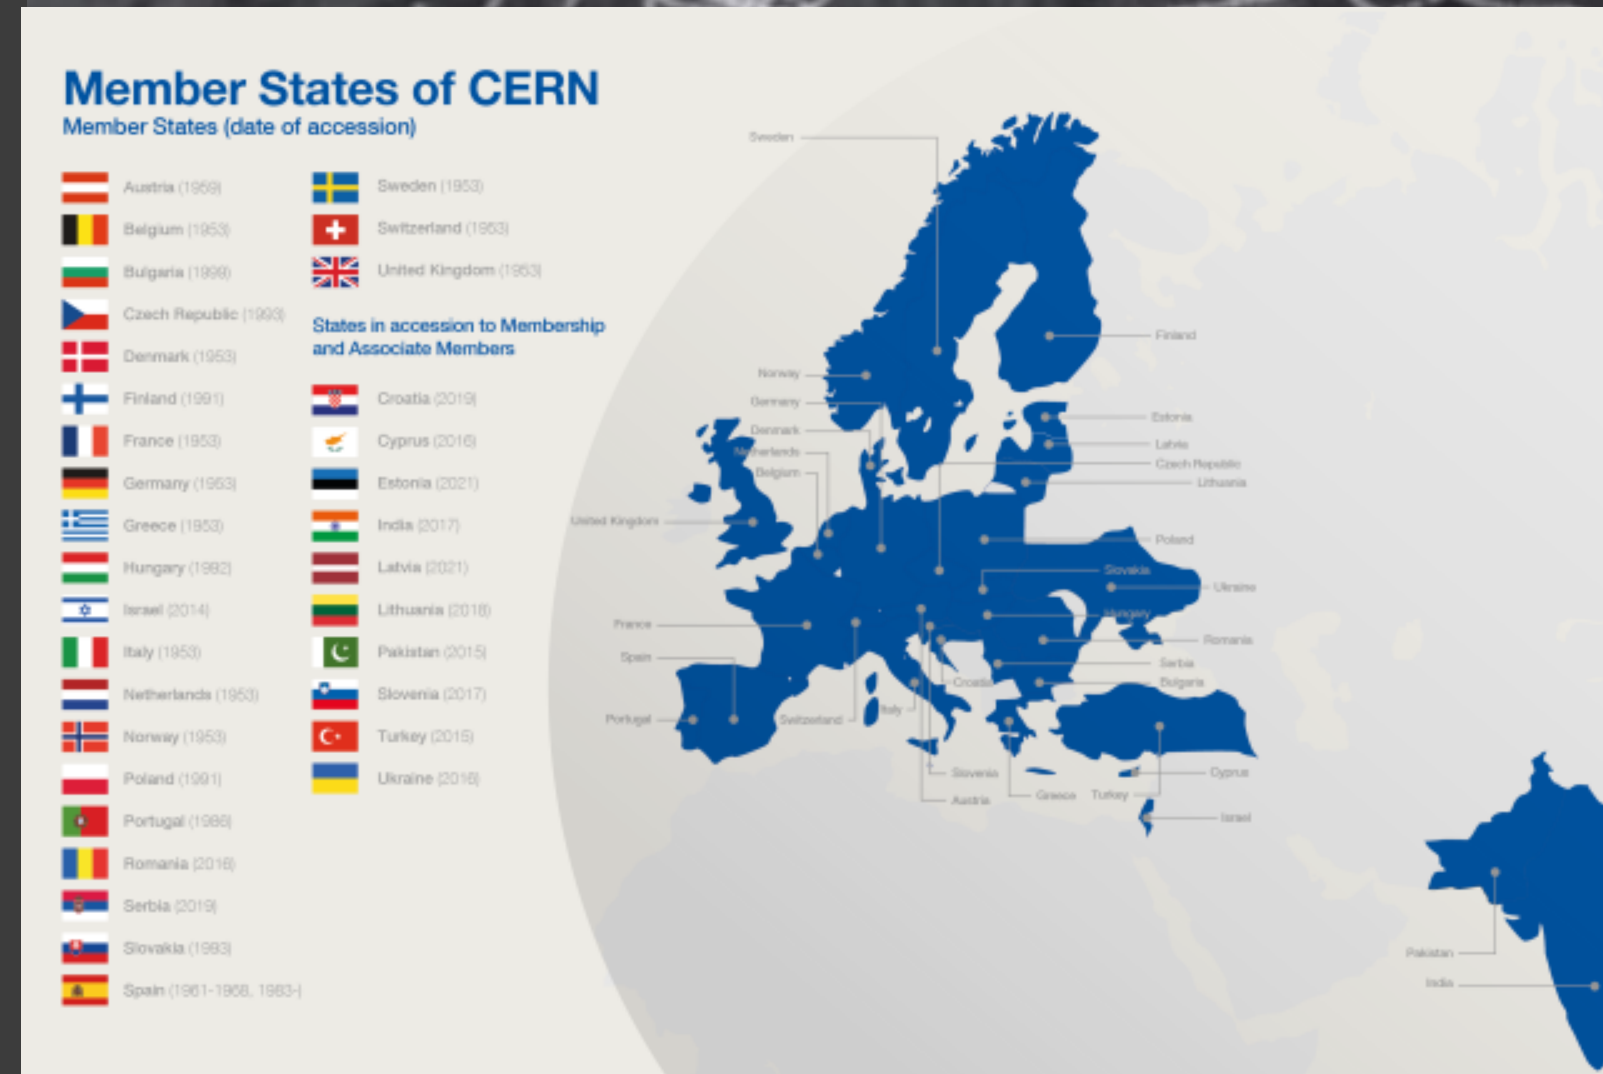 Member States of CERN
Member States (date of accession)
Austria (1959)
Belgium (1953)
Bulgaria (1999)
Czech Republic (1993)
Denmark (1953)
Finland (1991)
France (1953)
Germany (1953)
Greece (1953)
Hungary (1992)
Israel (2014)
Italy (1953)
Netherlands (1953)
Norway (1953)
Poland (1991)
Portugal (1986)
Romania (2016)
Serbia (2019)
Slovakia (1993)
Spain (1961-1968, 1983-)
Sweden (1953)
Switzerland (1953)
United Kingdom (1953)
States in accession to Membership
and Associate Members
Croatia (2019)
Cyprus (2016)
Estonia (2021)
India (2017)
Latvia (2021)
Lithuania (2018)
Pakistan (2015)
Slovenia (2017)
Turkey (2015)
Ukraine (2016)
Sweden
Finland
Norway
Germany
Estonia
Denmark
Latvia
Netherlands
Czech Republic
Belgium
Lithuania
United Kingdom
Poland
Slovakia
Ukraine
Hungary
France
Romania
Spain
Serbia
Croatia
Bulgaria
Italy
Portugal
Switzerland
Slovenia
Cyprus
Austria
Greece
Turkey
Israel
Pakistan
India